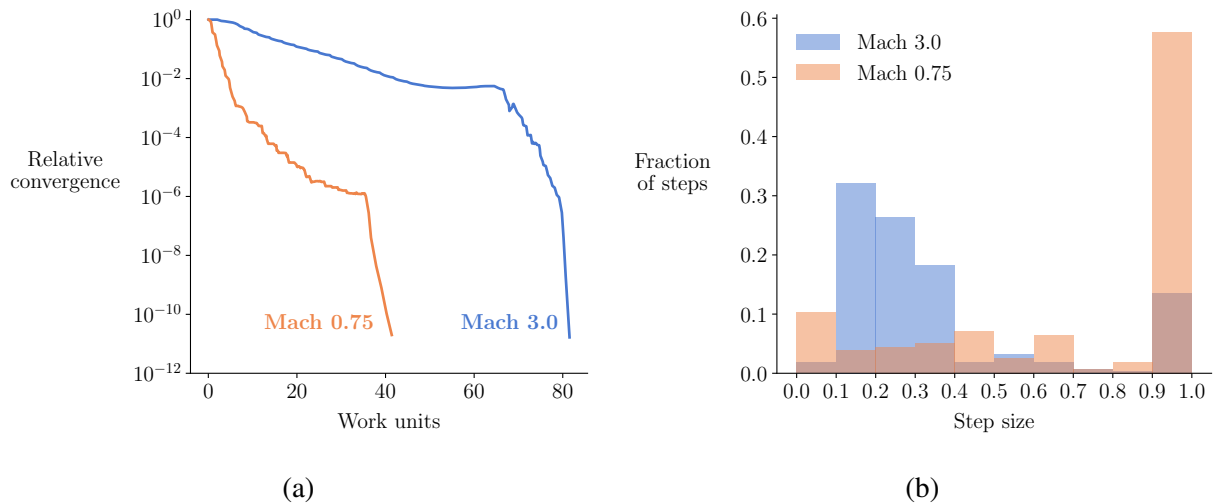 Relative
convergence
10^0
10^−2
10^−4
10^−6
10^−8
10^−10
10^−12
Mach 0.75
Mach 3.0
0
20
40
60
80
Work units
(a)
Fraction
of steps
0.6
0.5
0.4
0.3
0.2
0.1
0.0
Mach 3.0
Mach 0.75
0.0 0.1 0.2 0.3 0.4 0.5 0.6 0.7 0.8 0.9 1.0
Step size
(b)